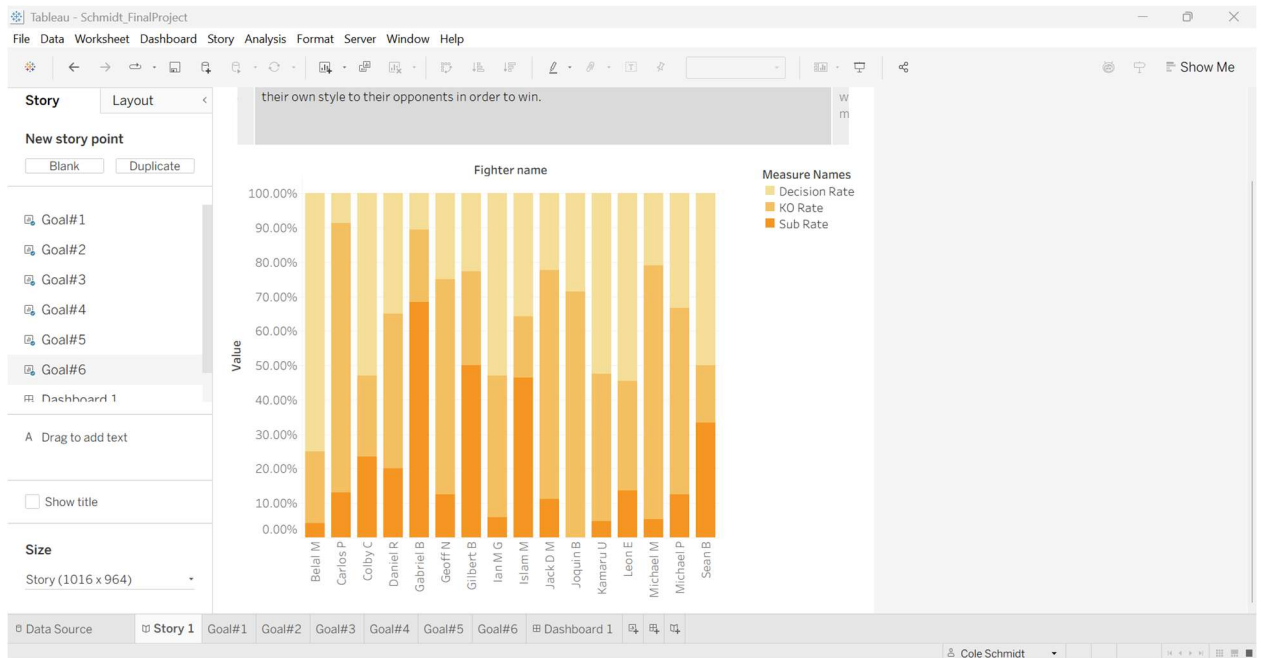 Tableau - Schmidt_FinalProject
File Data Worksheet Dashboard Story Analysis Format Server Window Help
Show Me
Story Layout
New story point
Blank Duplicate
Goal#1
Goal#2
Goal#3
Goal#4
Goal#5
Goal#6
Dashboard 1
A Drag to add text
Show title
Size
Story (1016 x 964)
their own style to their opponents in order to win.
w
m
Fighter name
Value
100.00%
90.00%
80.00%
70.00%
60.00%
50.00%
40.00%
30.00%
20.00%
10.00%
0.00%
Belal M
Carlos P
Colby C
Daniel R
Gabriel B
Geoff N
Gilbert B
Ian M G
Islam M
Jack D M
Joquin B
Kamaru U
Leon E
Michael M
Michael P
Sean B
Measure Names
Decision Rate
KO Rate
Sub Rate
Data Source Story 1 Goal#1 Goal#2 Goal#3 Goal#4 Goal#5 Goal#6 Dashboard 1
Cole Schmidt